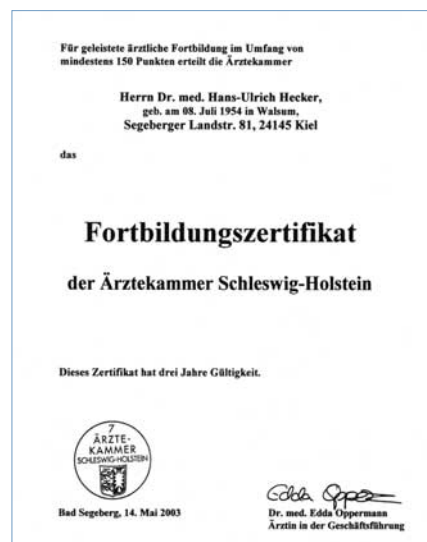 Für geleistete ärztliche Fortbildung im Umfang von
mindestens 150 Punkten erteilt die Ärztekammer
Herrn Dr. med. Hans-Ulrich Hecker,
geb. am 08. Juli 1954 in Walsum,
Segeberger Landstr. 81, 24145 Kiel
das
Fortbildungszertifikat
der Ärztekammer Schleswig-Holstein
Dieses Zertifikat hat drei Jahre Gültigkeit.
7
ÄRZTE-
KAMMER
SCHLESWIG-HOLSTEIN
Edda Opper
Bad Segeberg, 14. Mai 2003
Dr. med. Edda Oppermann
Ärztin in der Geschäftsführung